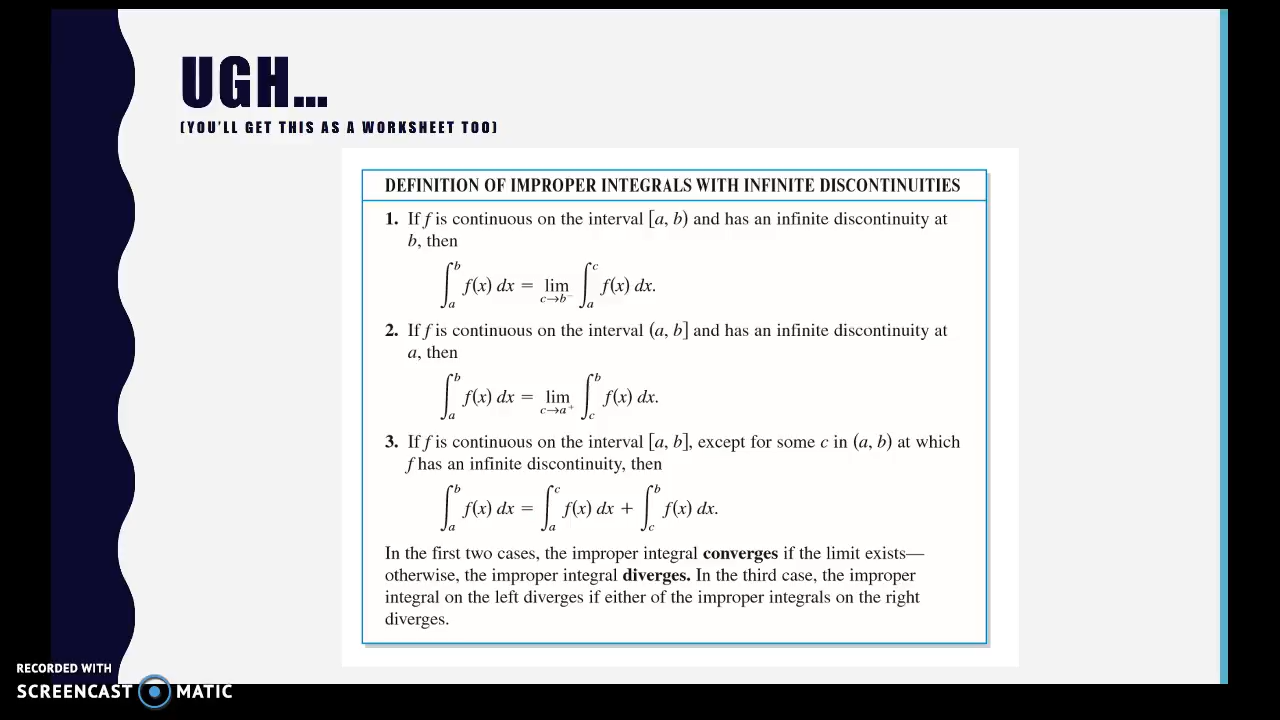 UGH...
(YOU'LL GET THIS AS A WORKSHEET TOO)
DEFINITION OF IMPROPER INTEGRALS WITH INFINITE DISCONTINUITIES
1. If f is continuous on the interval [a, b) and has an infinite discontinuity at
b, then
∫_a^b f(x) dx = lim_{c→b⁻} ∫_a^c f(x) dx.
2. If f is continuous on the interval (a, b] and has an infinite discontinuity at
a, then
∫_a^b f(x) dx = lim_{c→a⁺} ∫_c^b f(x) dx.
3. If f is continuous on the interval [a, b], except for some c in (a, b) at which
f has an infinite discontinuity, then
∫_a^b f(x) dx = ∫_a^c f(x) dx + ∫_c^b f(x) dx.
In the first two cases, the improper integral converges if the limit exists—
otherwise, the improper integral diverges. In the third case, the improper
integral on the left diverges if either of the improper integrals on the right
diverges.
RECORDED WITH
SCREENCAST MATIC